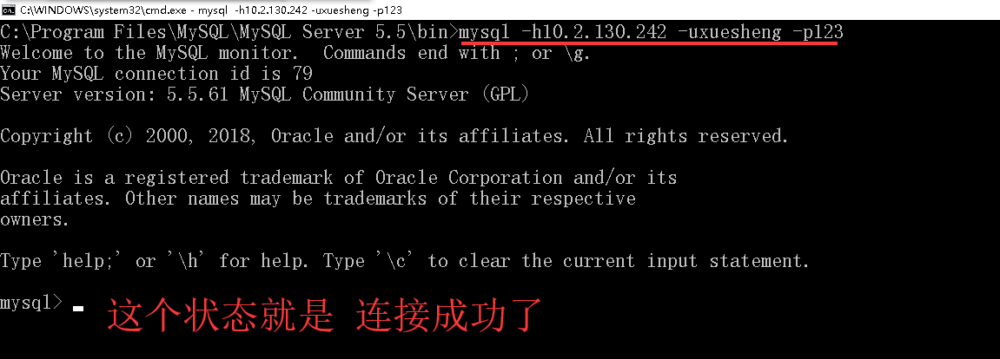 C:\WINDOWS\system32\cmd.exe - mysql  -h10.2.130.242 -uxuesheng -p123
C:\Program Files\MySQL\MySQL Server 5.5\bin>mysql -h10.2.130.242 -uxuesheng -p123
Welcome to the MySQL monitor.  Commands end with ; or \g.
Your MySQL connection id is 79
Server version: 5.5.61 MySQL Community Server (GPL)
Copyright (c) 2000, 2018, Oracle and/or its affiliates. All rights reserved.
Oracle is a registered trademark of Oracle Corporation and/or its
affiliates. Other names may be trademarks of their respective
owners.
Type 'help;' or '\h' for help. Type '\c' to clear the current input statement.
mysql> 这个状态就是 连接成功了